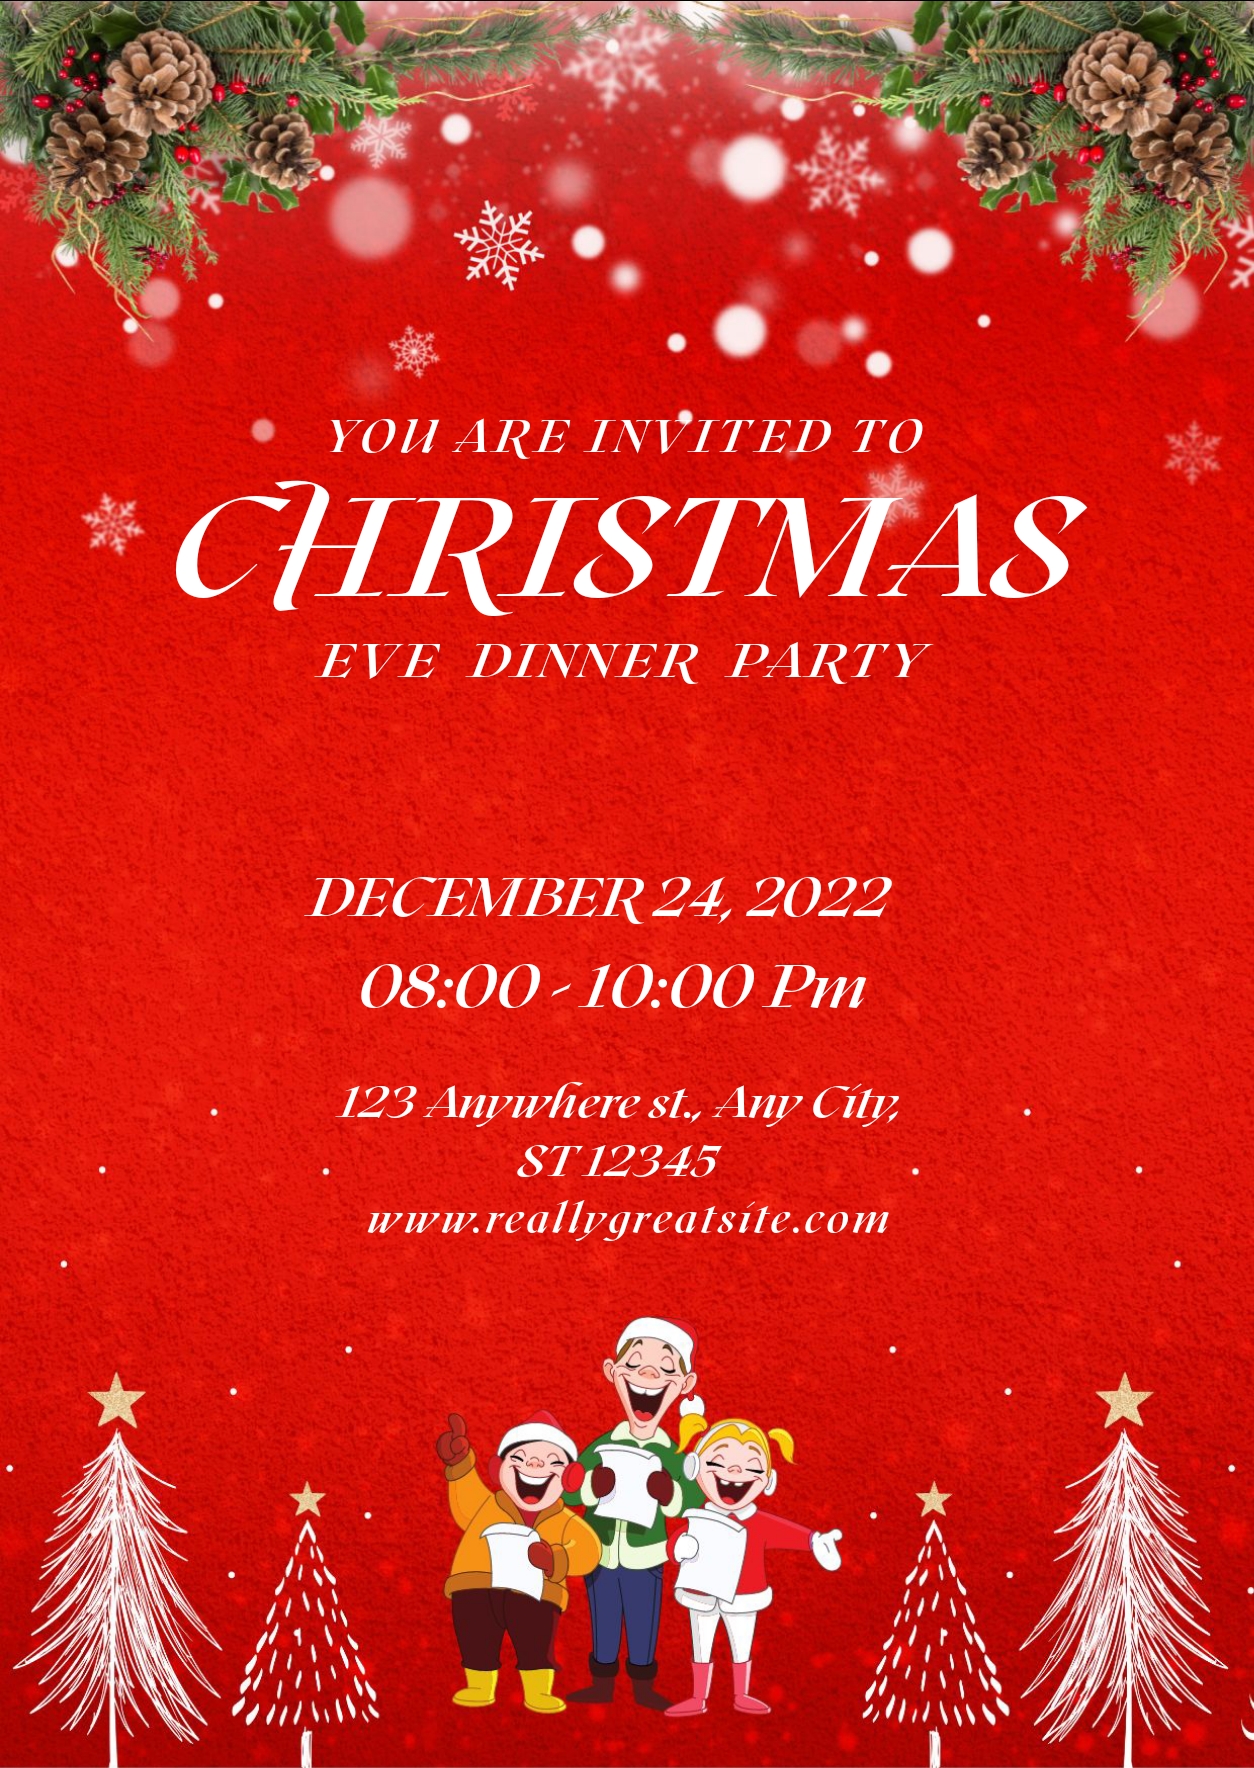 YOU ARE INVITED TO
CHRISTMAS
EVE DINNER PARTY
DECEMBER 24, 2022
08:00 - 10:00 Pm
123 Anywhere st., Any City,
ST 12345
www.reallygreatsite.com